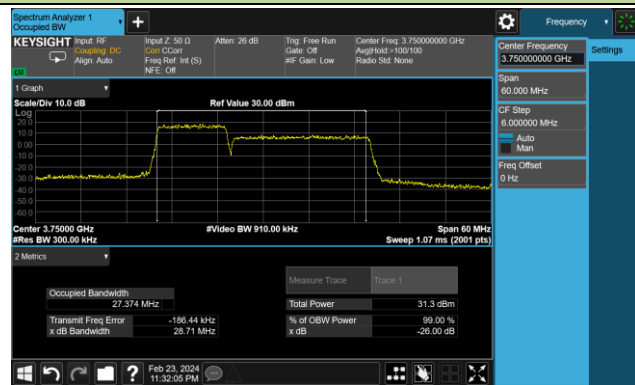 Spectrum Analyzer 1
Occupied BW
Frequency
KEYSIGHT
Input: RF
Coupling: DC
Align: Auto
Input Z: 50 Ω
Corr CCorr
Freq Ref: Int (S)
NFE: Off
Atten: 26 dB
Trig: Free Run
Gate: Off
#IF Gain: Low
Center Freq: 3.750000000 GHz
Avg|Hold:>100/100
Radio Std: None
Center Frequency
3.750000000 GHz
Settings
Span
60.000 MHz
CF Step
6.000000 MHz
Auto
Man
Freq Offset
0 Hz
1 Graph
Scale/Div 10.0 dB
Ref Value 30.00 dBm
Log
20.0
10.0
0.00
-10.0
-20.0
-30.0
-40.0
-50.0
-60.0
Center 3.75000 GHz
#Video BW 910.00 kHz
Span 60 MHz
#Res BW 300.00 kHz
Sweep 1.07 ms (2001 pts)
2 Metrics
Measure Trace
Trace 1
Occupied Bandwidth
27.374 MHz
Total Power
31.3 dBm
Transmit Freq Error
-186.44 kHz
% of OBW Power
99.00 %
x dB Bandwidth
28.71 MHz
x dB
-26.00 dB
Feb 23, 2024
11:32:05 PM